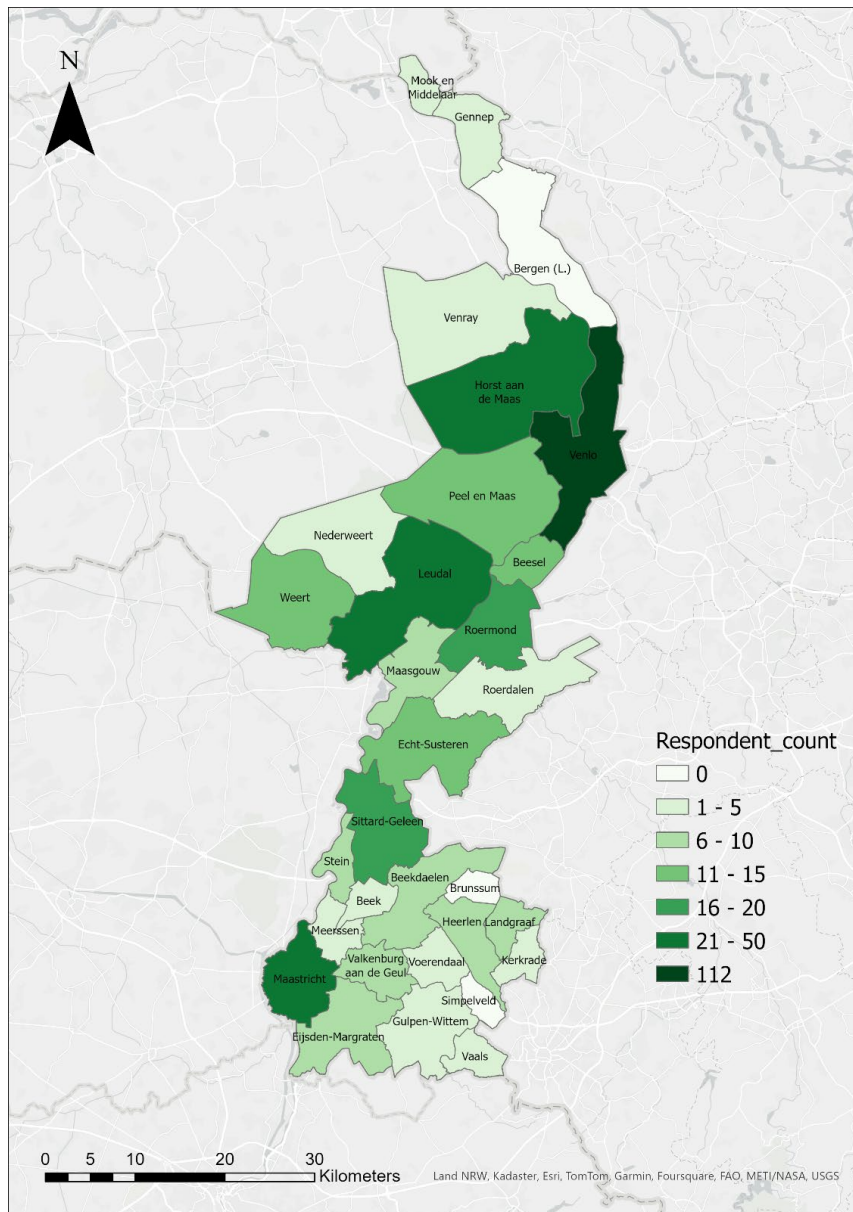 N
Mook en
Middelaar
Gennep
Bergen (L.)
Venray
Horst aan
de Maas
Venlo
Peel en Maas
Nederweert
Beesel
Leudal
Weert
Roermond
Maasgouw
Roerdalen
Echt-Susteren
Sittard-Geleen
Stein
Beekdaelen
Brunssum
Beek
Heerlen
Landgraaf
Meerssen
Valkenburg
aan de Geul
Voerendaal
Kerkrade
Maastricht
Simpelveld
Gulpen-Wittem
Eijsden-Margraten
Vaals
Respondent_count
0
1 - 5
6 - 10
11 - 15
16 - 20
21 - 50
112
0 5 10 20 30
Kilometers
Land NRW, Kadaster, Esri, TomTom, Garmin, Foursquare, FAO, METI/NASA, USGS